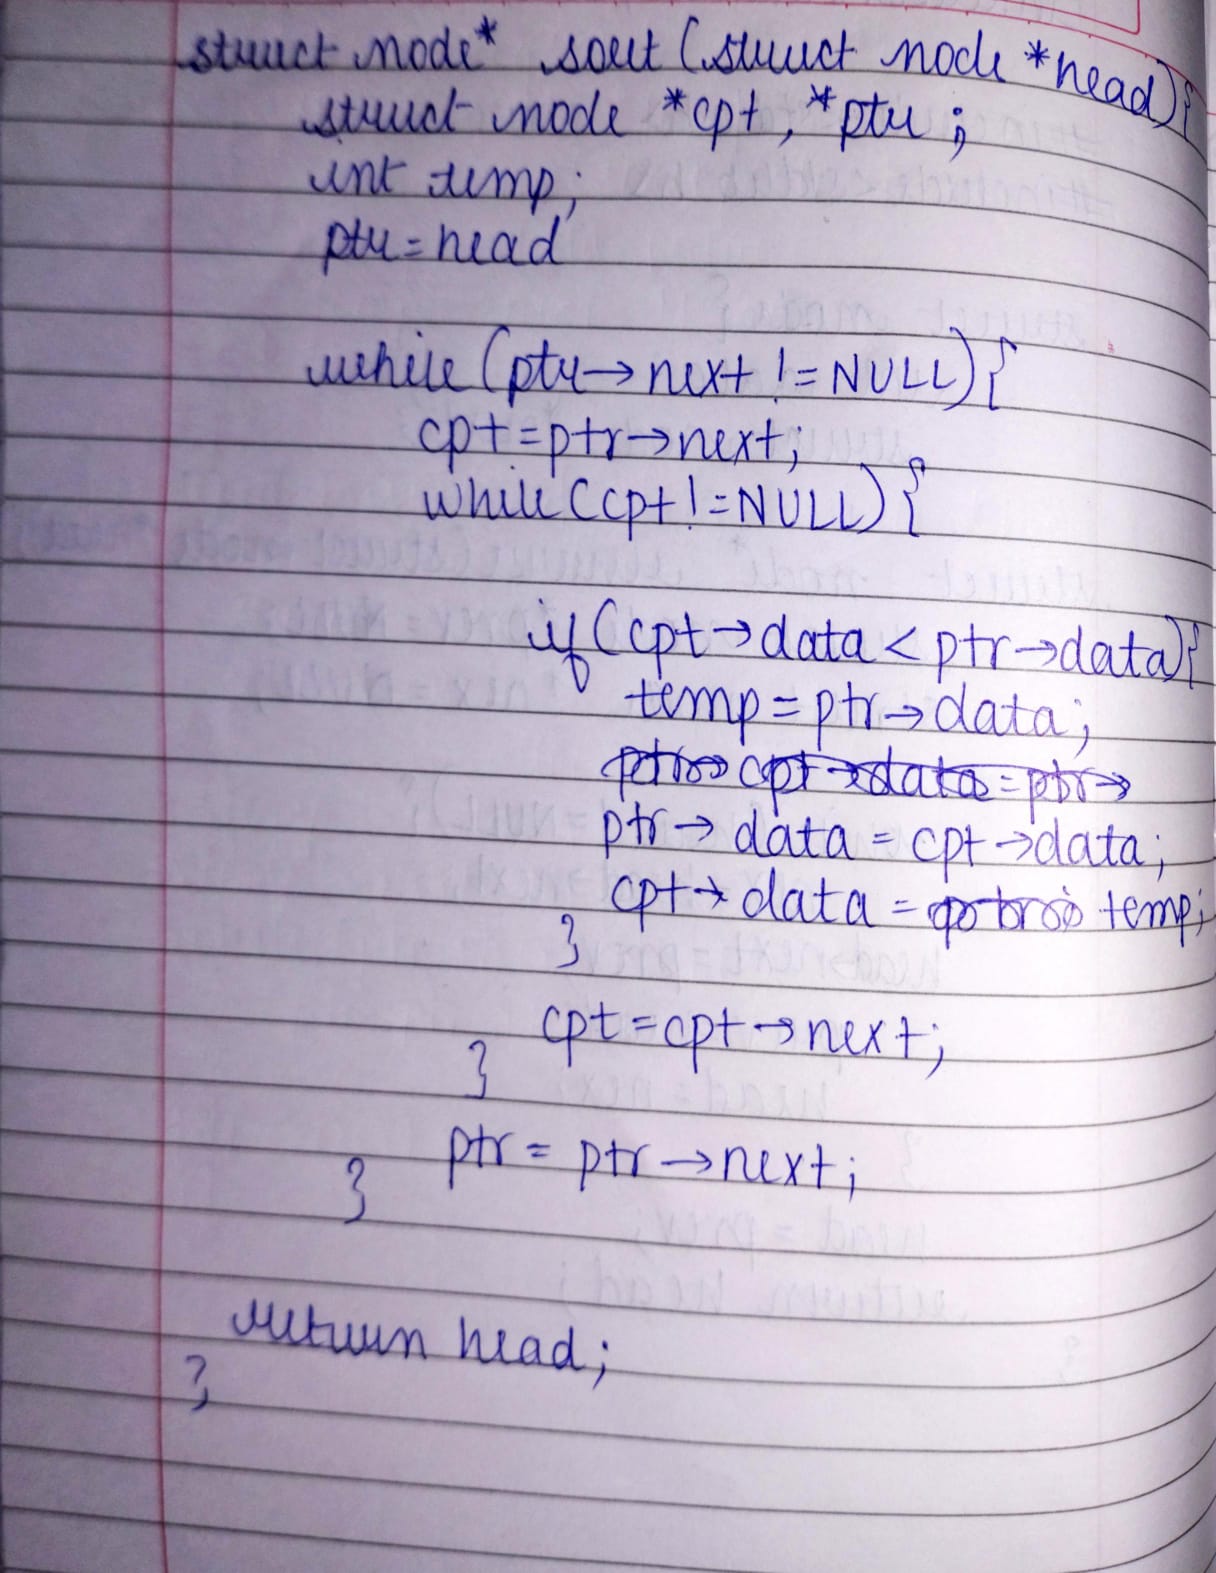 struct node* sort (struct node *head){
struct node *cpt, *ptr;
int temp;
ptr=head
while (ptr→next != NULL){
cpt=ptr→next;
while (cpt!=NULL){
if (cpt→data < ptr→data){
temp=ptr→data;
ptr→data = cpt→data;
cpt→data = temp;
}
cpt=cpt→next;
}
ptr = ptr→next;
}
return head;
}